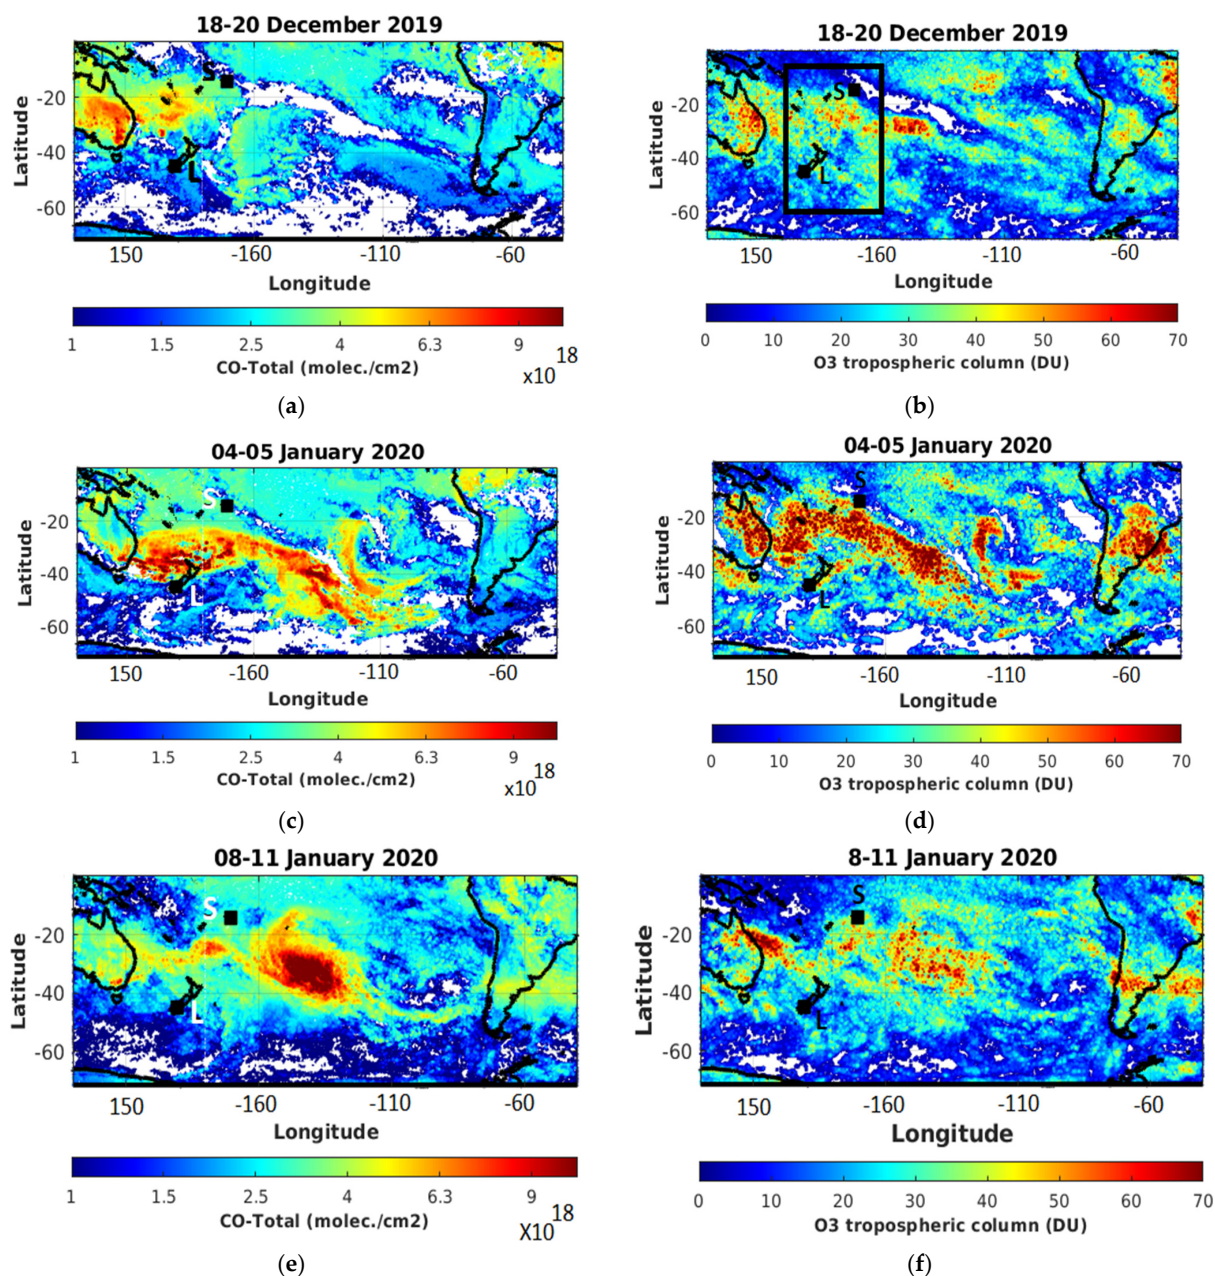 18-20 December 2019
S
L
Latitude
-20
-40
-60
150 -160 -110 -60
Longitude
1 1.5 2.5 4 6.3 9
CO-Total (molec./cm2)
x10 18
(a)
18-20 December 2019
S
L
Latitude
-20
-40
-60
150 -160 -110 -60
Longitude
0 10 20 30 40 50 60 70
O3 tropospheric column (DU)
(b)
04-05 January 2020
S
L
Latitude
-20
-40
-60
150 -160 -110 -60
Longitude
1 1.5 2.5 4 6.3 9
CO-Total (molec./cm2)
x10 18
(c)
04-05 January 2020
S
L
Latitude
-20
-40
-60
150 -160 -110 -60
Longitude
0 10 20 30 40 50 60 70
O3 tropospheric column (DU)
(d)
08-11 January 2020
S
L
Latitude
-20
-40
-60
150 -160 -110 -60
Longitude
1 1.5 2.5 4 6.3 9
CO-Total (molec./cm2)
X10 18
(e)
8-11 January 2020
S
L
Latitude
-20
-40
-60
150 -160 -110 -60
Longitude
0 10 20 30 40 50 60 70
O3 tropospheric column (DU)
(f)